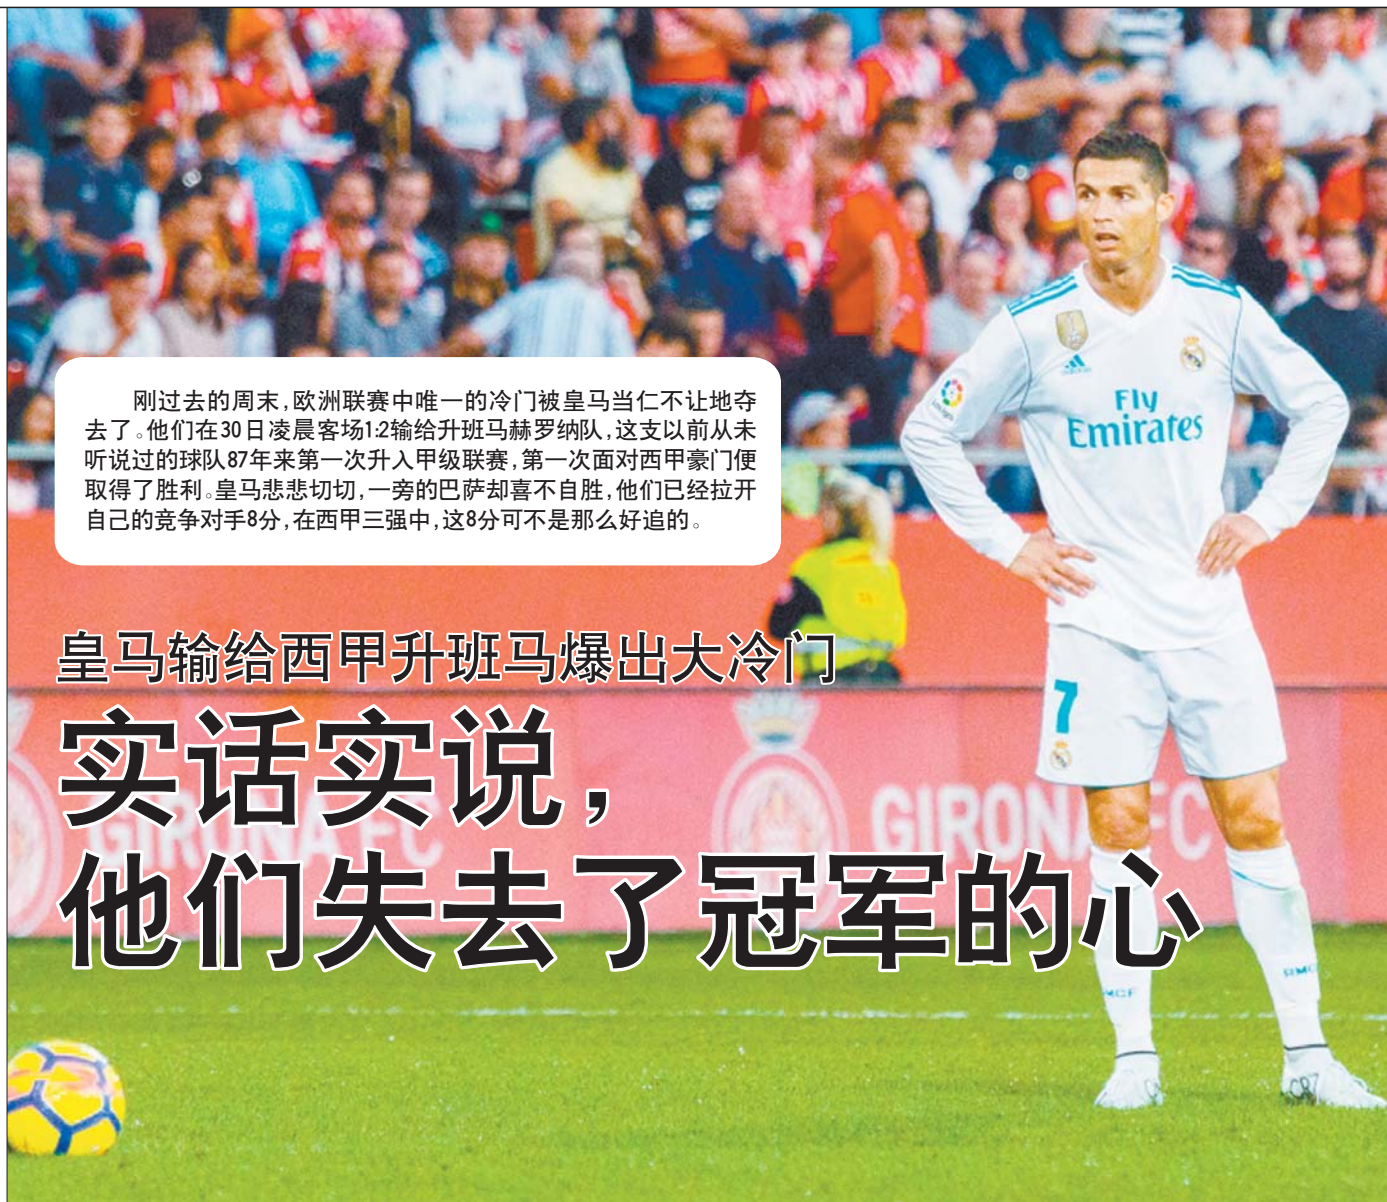 刚过去的周末，欧洲联赛中唯一的冷门被皇马当仁不让地夺
去了。他们在30日凌晨客场1:2输给升班马赫罗纳队，这支以前从未
听说过的球队87年来第一次升入甲级联赛，第一次面对西甲豪门便
取得了胜利。皇马悲悲切切，一旁的巴萨却喜不自胜，他们已经拉开
自己的竞争对手8分，在西甲三强中，这8分可不是那么好追的。
皇马输给西甲升班马爆出大冷门
实话实说，
他们失去了冠军的心
adidas
Fly
Emirates
7
GIRONA FC
GIRONA FC
RMCF
MCF
CR7